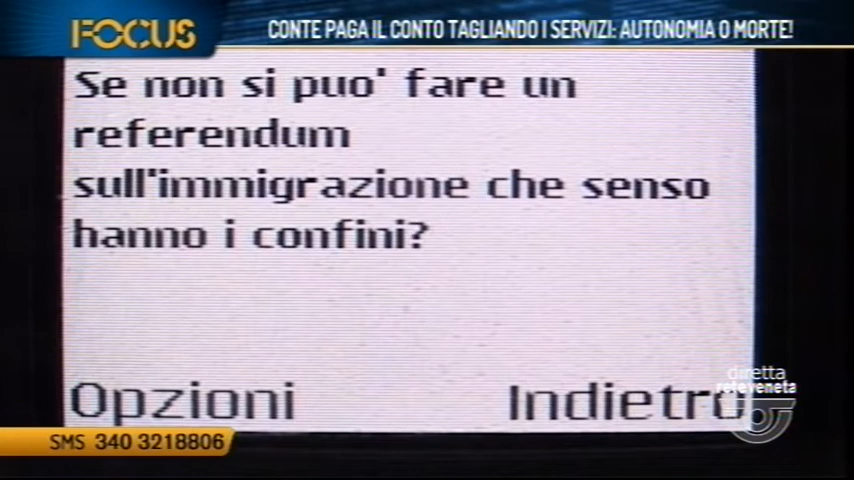 FOCUS
CONTE PAGA IL CONTO TAGLIANDO I SERVIZI: AUTONOMIA O MORTE!
Se non si puo' fare un
referendum
sull'immigrazione che senso
hanno i confini?
diretta
reteveneta
Opzioni Indietro
SMS 340 3218806